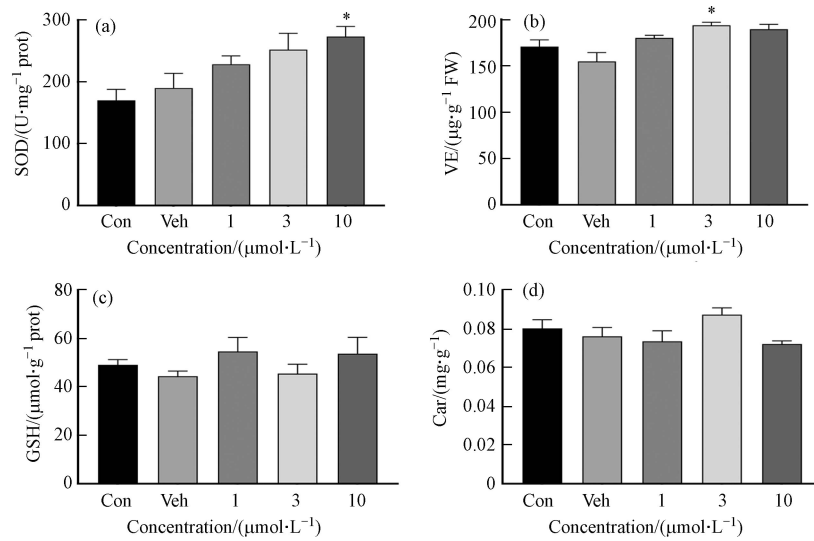 (a)
SOD/(U·mg⁻¹ prot)
300
200
100
0
*
Con Veh 1 3 10
Concentration/(μmol·L⁻¹)
(b)
VE/(μg·g⁻¹ FW)
200
150
100
50
0
*
Con Veh 1 3 10
Concentration/(μmol·L⁻¹)
(c)
GSH/(μmol·g⁻¹ prot)
80
60
40
20
0
Con Veh 1 3 10
Concentration/(μmol·L⁻¹)
(d)
Car/(mg·g⁻¹)
0.10
0.08
0.06
0.04
0.02
0.00
Con Veh 1 3 10
Concentration/(μmol·L⁻¹)